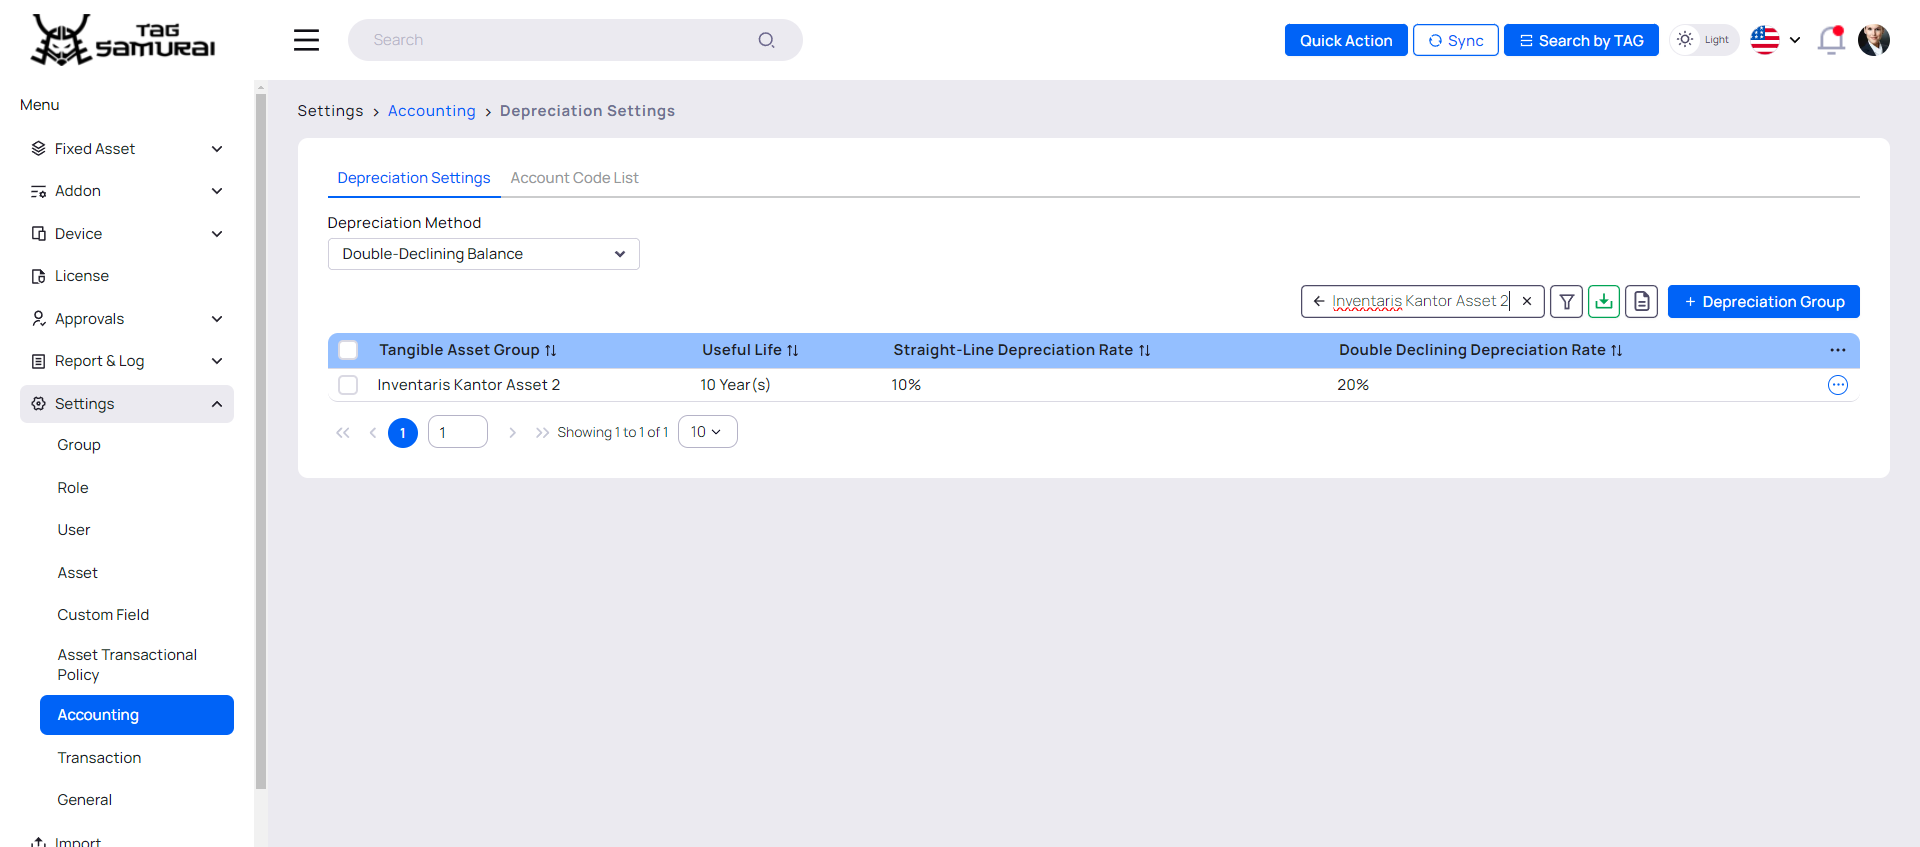 TAG
SAMURAI
Search
Quick Action
Sync
Search by TAG
Light
Menu
Fixed Asset
Addon
Device
License
Approvals
Report & Log
Settings
Group
Role
User
Asset
Custom Field
Asset Transactional
Policy
Accounting
Transaction
General
Import
Settings > Accounting > Depreciation Settings
Depreciation Settings
Account Code List
Depreciation Method
Double-Declining Balance
Inventaris Kantor Asset 2
+ Depreciation Group
Tangible Asset Group
Useful Life
Straight-Line Depreciation Rate
Double Declining Depreciation Rate
Inventaris Kantor Asset 2
10 Year(s)
10%
20%
1
1
Showing 1 to 1 of 1
10